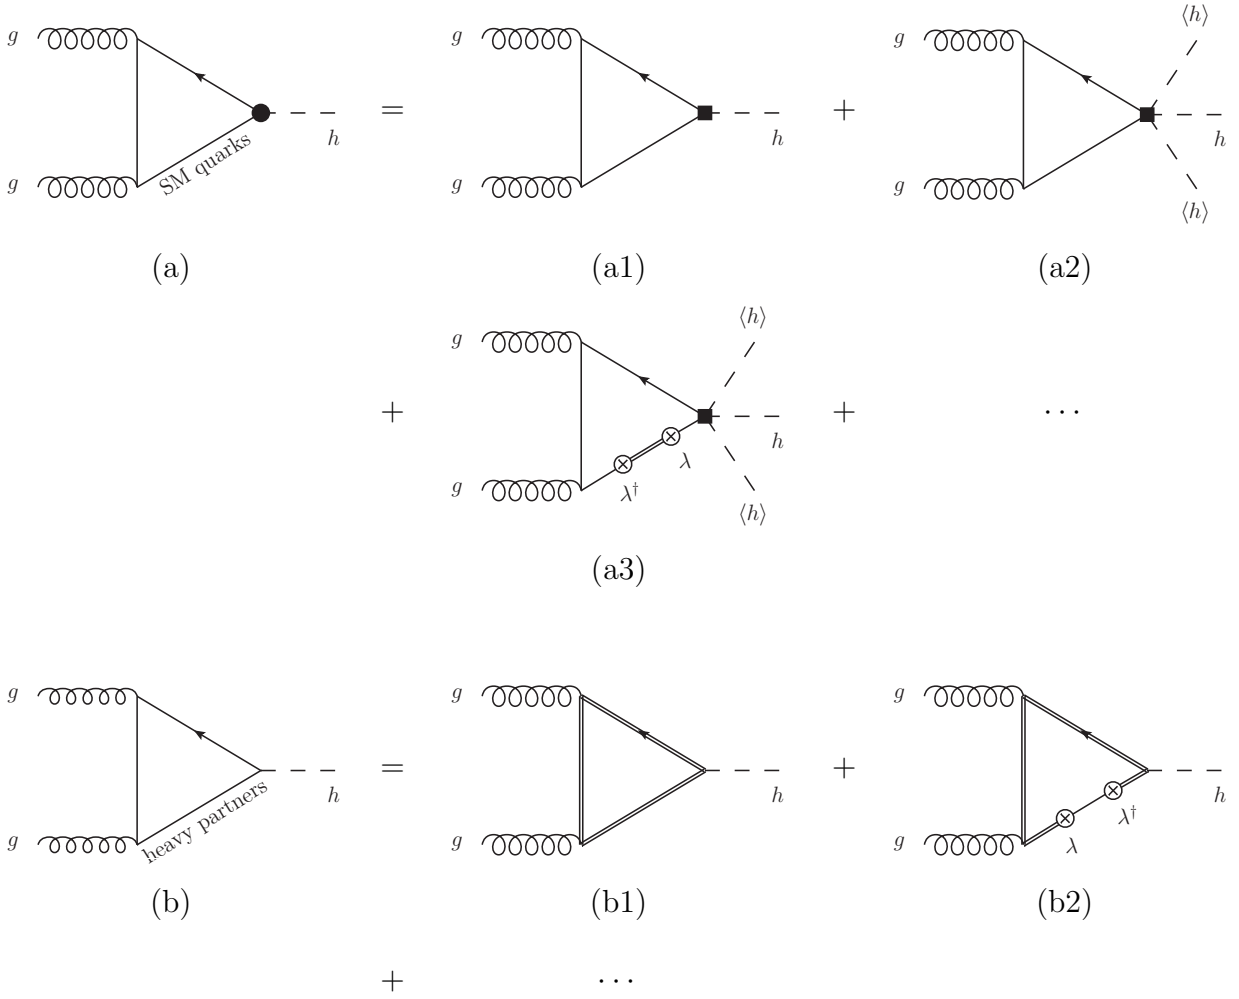 g g ⟨h⟩
g
= h + h
SM quarks
g g g
⟨h⟩
(a) (a1) (a2)
⟨h⟩
g
+ h + ···
λ
g λ† ⟨h⟩
(a3)
g g g
= h + h
heavy partners
λ†
g g g λ
(b) (b1) (b2)
+ ···